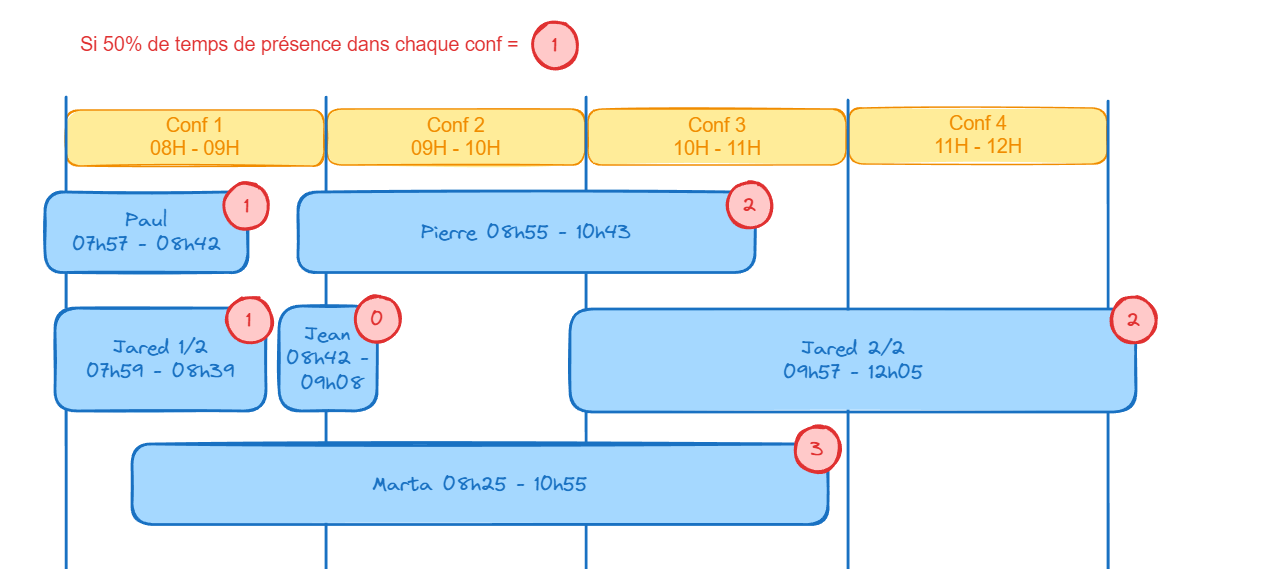 Si 50% de temps de présence dans chaque conf =
1
Conf 1
08H - 09H
Conf 2
09H - 10H
Conf 3
10H - 11H
Conf 4
11H - 12H
Paul
07h57 - 08h42
1
Pierre 08h55 - 10h43
2
Jared 1/2
07h59 - 08h39
1
Jean
08h42 -
09h08
0
Jared 2/2
09h57 - 12h05
2
Marta 08h25 - 10h55
3